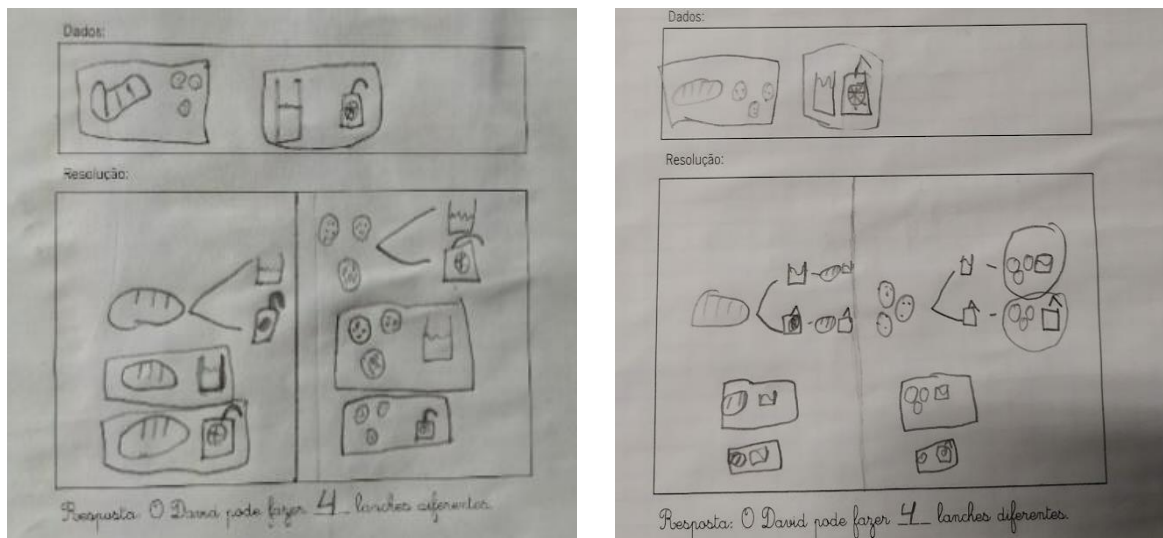 Dados:
Resolução:
Resposta: O David pode fazer 4 lanches diferentes.
Dados:
Resolução:
Resposta: O David pode fazer 4 lanches diferentes.